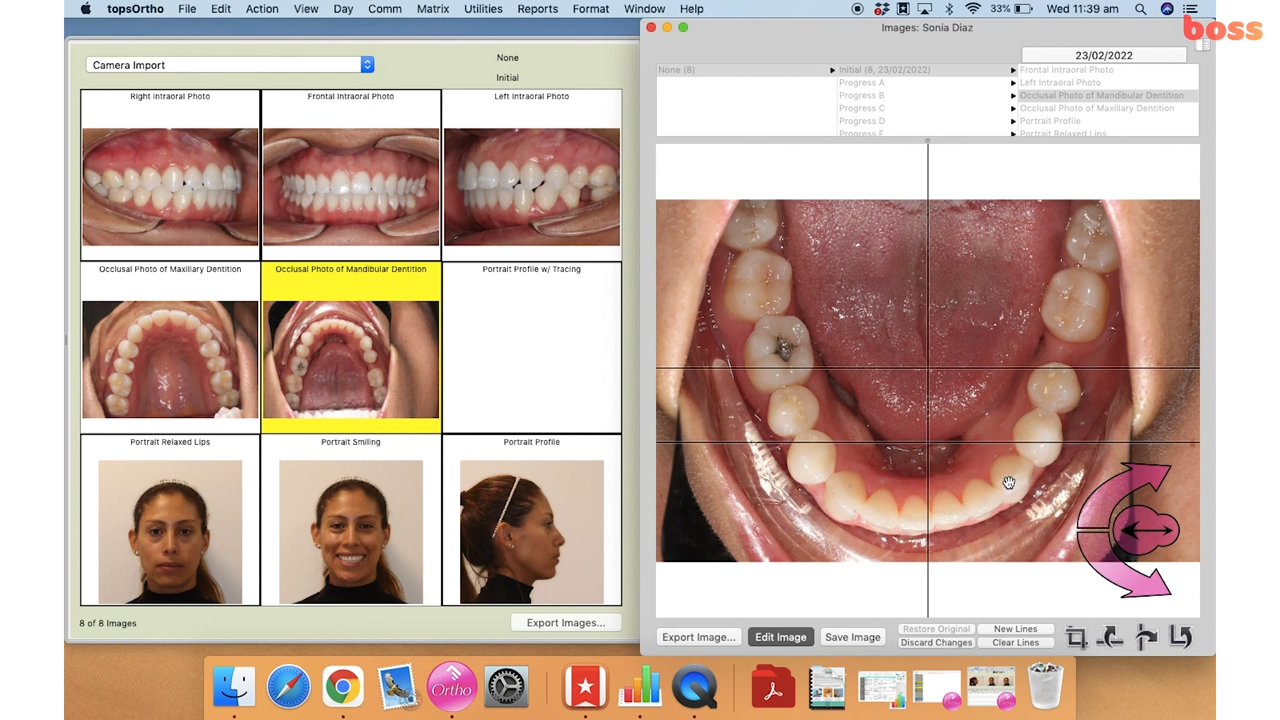 topsOrtho File Edit Action View Day Comm Matrix Utilities Reports Format Window Help 33% Wed 11:39 am
boss
Camera Import
None
Initial
Images: Sonia Diaz
23/02/2022
None (8)
Initial (8, 23/02/2022)
Progress A
Progress B
Progress C
Progress D
Progress E
Frontal Intraoral Photo
Left Intraoral Photo
Occlusal Photo of Mandibular Dentition
Occlusal Photo of Maxillary Dentition
Portrait Profile
Portrait Relaxed Lips
Right Intraoral Photo
Frontal Intraoral Photo
Left Intraoral Photo
Occlusal Photo of Maxillary Dentition
Occlusal Photo of Mandibular Dentition
Portrait Profile w/ Tracing
Portrait Relaxed Lips
Portrait Smiling
Portrait Profile
8 of 8 Images
Export Images...
Export Image...
Edit Image
Save Image
Restore Original
New Lines
Discard Changes
Clear Lines
Ortho